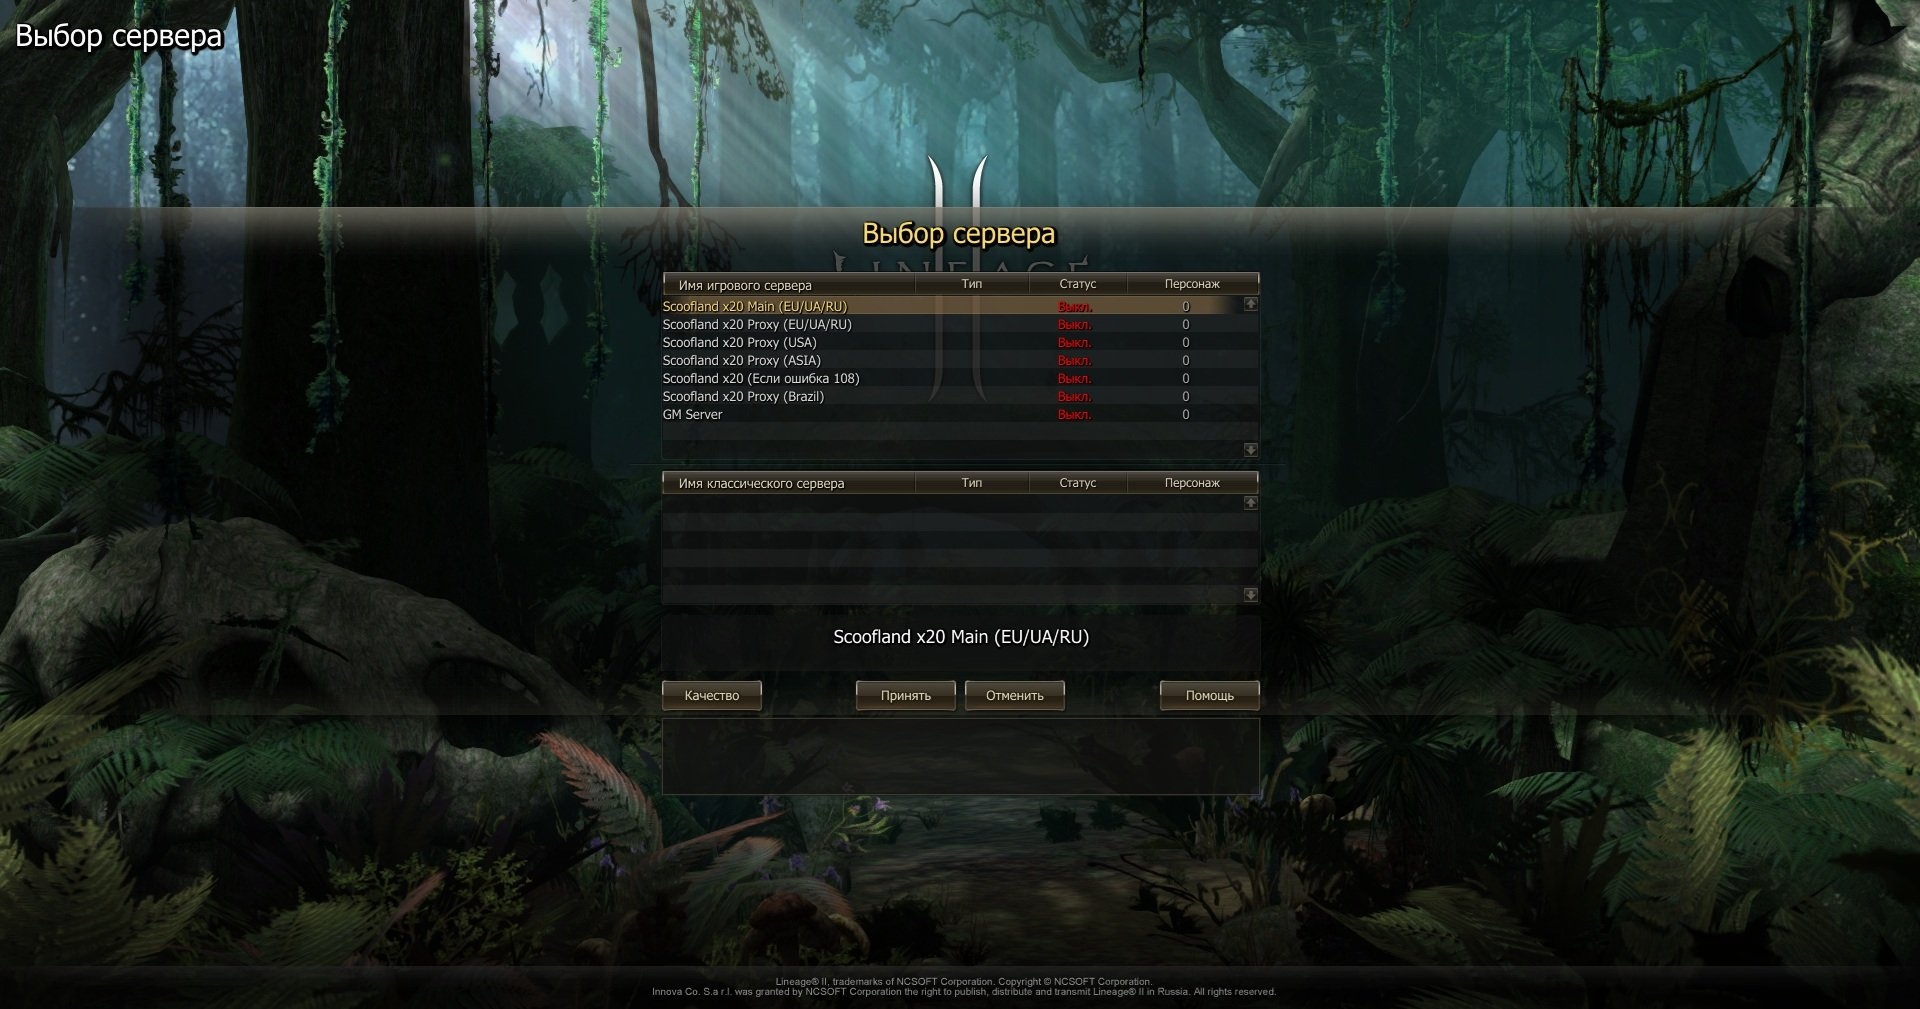 Выбор сервера
Выбор сервера
LINEAGE
Имя игрового сервера Тип Статус Персонаж
Scoofland x20 Main (EU/UA/RU) Выкл. 0
Scoofland x20 Proxy (EU/UA/RU) Выкл. 0
Scoofland x20 Proxy (USA) Выкл. 0
Scoofland x20 Proxy (ASIA) Выкл. 0
Scoofland x20 (Если ошибка 108) Выкл. 0
Scoofland x20 Proxy (Brazil) Выкл. 0
GM Server Выкл. 0
Имя классического сервера Тип Статус Персонаж
Scoofland x20 Main (EU/UA/RU)
Качество Принять Отменить Помощь
Lineage® II, trademarks of NCSOFT Corporation. Copyright © NCSOFT Corporation.
Innova Co. S.a r.l. was granted by NCSOFT Corporation the right to publish, distribute and transmit Lineage® II in Russia. All rights reserved.